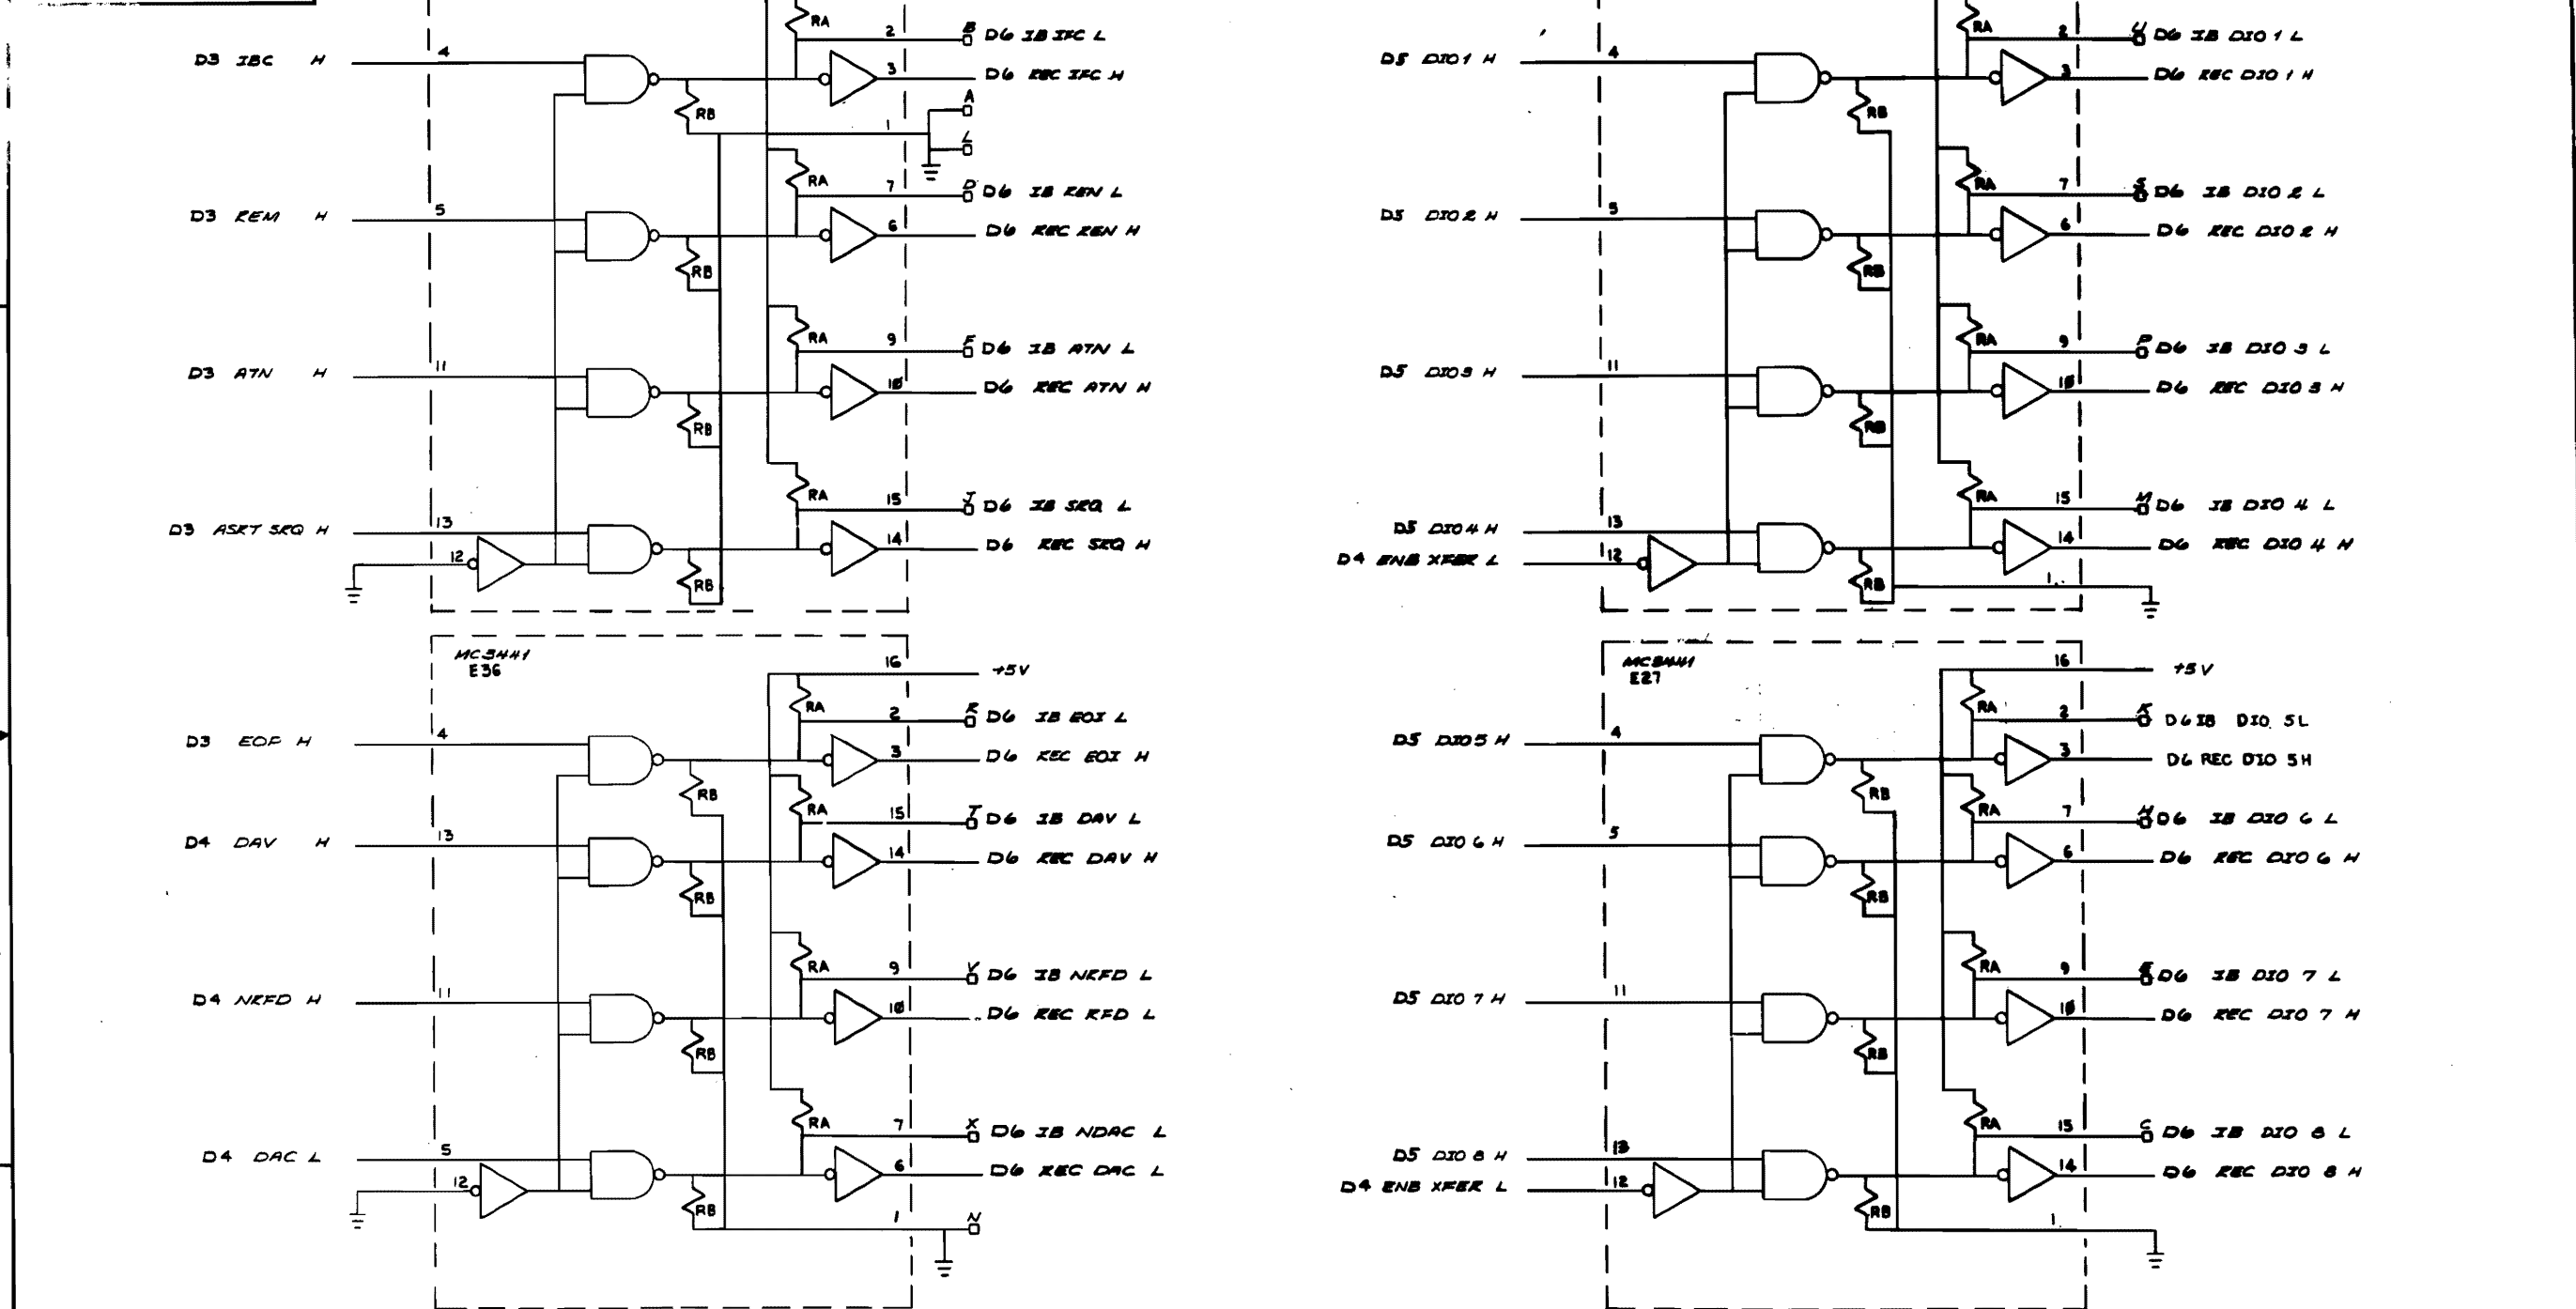 RA
2 B D6 IB IFC L
D3 IBC H 4
3 D6 REC IFC H
RB
A
1
L
RA
7 D D6 IB REN L
D3 REM H 5
6 D6 REC REN H
RB
RA
9 F D6 IB ATN L
D3 ATN H 11
10 D6 REC ATN H
RB
RA
15 J D6 IB SRQ L
D3 ASRT SRQ H 13
14 D6 REC SRQ H
12
RB
MC3441
E36
16 +5V
RA
2 R D6 IB EOI L
D3 EOP H 4
3 D6 REC EOI H
RB
RA
15 T D6 IB DAV L
D4 DAV H 13
14 D6 REC DAV H
RB
RA
9 V D6 IB NRFD L
D4 NRFD H 11
10 D6 REC RFD L
RB
RA
7 X D6 IB NDAC L
D4 DAC L 5
6 D6 REC DAC L
12
RB
1 N
RA
2 U D6 IB DIO 1 L
D5 DIO 1 H 4
3 D6 REC DIO 1 H
RB
RA
7 S D6 IB DIO 2 L
D5 DIO 2 H 5
6 D6 REC DIO 2 H
RB
RA
9 P D6 IB DIO 3 L
D5 DIO 3 H 11
10 D6 REC DIO 3 H
RB
RA
15 M D6 IB DIO 4 L
D5 DIO 4 H 13
14 D6 REC DIO 4 H
D4 ENB XFER L 12
RB
1
MC3441
E27
16 +5V
RA
2 K D6 IB DIO 5 L
D5 DIO 5 H 4
3 D6 REC DIO 5 H
RB
RA
7 H D6 IB DIO 6 L
D5 DIO 6 H 5
6 D6 REC DIO 6 H
RB
RA
9 E D6 IB DIO 7 L
D5 DIO 7 H 11
10 D6 REC DIO 7 H
RB
RA
15 C D6 IB DIO 8 L
D5 DIO 8 H 13
14 D6 REC DIO 8 H
D4 ENB XFER L 12
RB
1